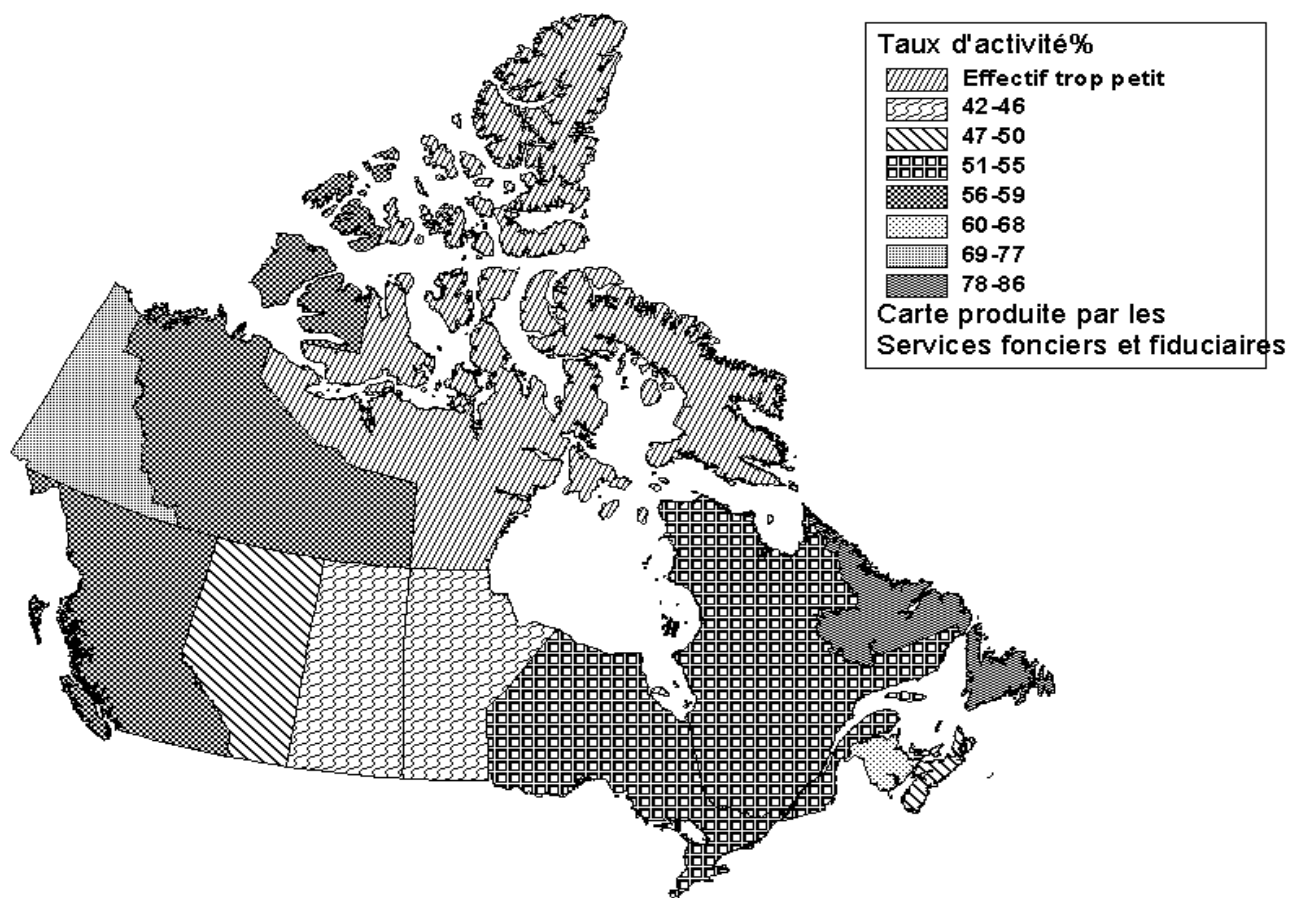 Taux d'activité%
Effectif trop petit
42-46
47-50
51-55
56-59
60-68
69-77
78-86
Carte produite par les
Services fonciers et fiduciaires